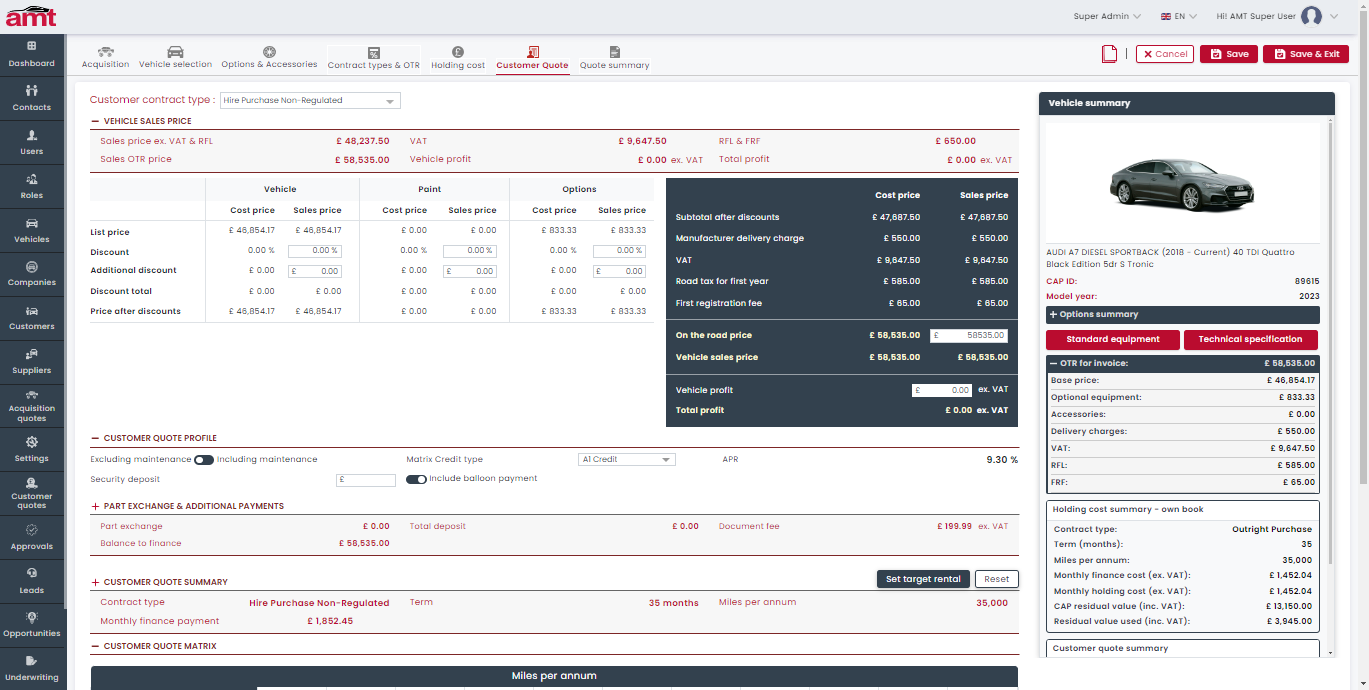 amt
Super Admin EN Hi! AMT Super User
Dashboard
Contacts
Users
Roles
Vehicles
Companies
Customers
Suppliers
Acquisition
quotes
Settings
Customer
quotes
Approvals
Leads
Opportunities
Underwriting
Acquisition Vehicle selection Options & Accessories Contract types & OTR Holding cost Customer Quote Quote summary
Cancel Save Save & Exit
Customer contract type : Hire Purchase Non-Regulated
VEHICLE SALES PRICE
Sales price ex. VAT & RFL £ 48,237.50 VAT £ 9,647.50 RFL & FRF £ 650.00
Sales OTR price £ 58,535.00 Vehicle profit £ 0.00 ex. VAT Total profit £ 0.00 ex. VAT
Vehicle Paint Options
Cost price Sales price Cost price Sales price Cost price Sales price
List price £ 46,854.17 £ 46,854.17 £ 0.00 £ 0.00 £ 833.33 £ 833.33
Discount 0.00 % 0.00 % 0.00 % 0.00 % 0.00 % 0.00 %
Additional discount £ 0.00 £ 0.00 £ 0.00 £ 0.00 £ 0.00 £ 0.00
Discount total £ 0.00 £ 0.00 £ 0.00 £ 0.00 £ 0.00 £ 0.00
Price after discounts £ 46,854.17 £ 46,854.17 £ 0.00 £ 0.00 £ 833.33 £ 833.33
Cost price Sales price
Subtotal after discounts £ 47,687.50 £ 47,687.50
Manufacturer delivery charge £ 550.00 £ 550.00
VAT £ 9,647.50 £ 9,647.50
Road tax for first year £ 585.00 £ 585.00
First registration fee £ 65.00 £ 65.00
On the road price £ 58,535.00 £ 58535.00
Vehicle sales price £ 58,535.00 £ 58,535.00
Vehicle profit £ 0.00 ex. VAT
Total profit £ 0.00 ex. VAT
CUSTOMER QUOTE PROFILE
Excluding maintenance Including maintenance Matrix Credit type A1 Credit APR 9.30 %
Security deposit £ Include balloon payment
PART EXCHANGE & ADDITIONAL PAYMENTS
Part exchange £ 0.00 Total deposit £ 0.00 Document fee £ 199.99 ex. VAT
Balance to finance £ 58,535.00
CUSTOMER QUOTE SUMMARY Set target rental Reset
Contract type Hire Purchase Non-Regulated Term 35 months Miles per annum 35,000
Monthly finance payment £ 1,852.45
CUSTOMER QUOTE MATRIX
Miles per annum
Vehicle summary
AUDI A7 DIESEL SPORTBACK (2018 - Current) 40 TDI Quattro
Black Edition 5dr S Tronic
CAP ID: 89615
Model year: 2023
Options summary
Standard equipment Technical specification
OTR for invoice: £ 58,535.00
Base price: £ 46,854.17
Optional equipment: £ 833.33
Accessories: £ 0.00
Delivery charges: £ 550.00
VAT: £ 9,647.50
RFL: £ 585.00
FRF: £ 65.00
Holding cost summary - own book
Contract type: Outright Purchase
Term (months): 35
Miles per annum: 35,000
Monthly finance cost (ex. VAT): £ 1,452.04
Monthly holding cost (ex. VAT): £ 1,452.04
CAP residual value (inc. VAT): £ 13,150.00
Residual value used (inc. VAT): £ 3,945.00
Customer quote summary